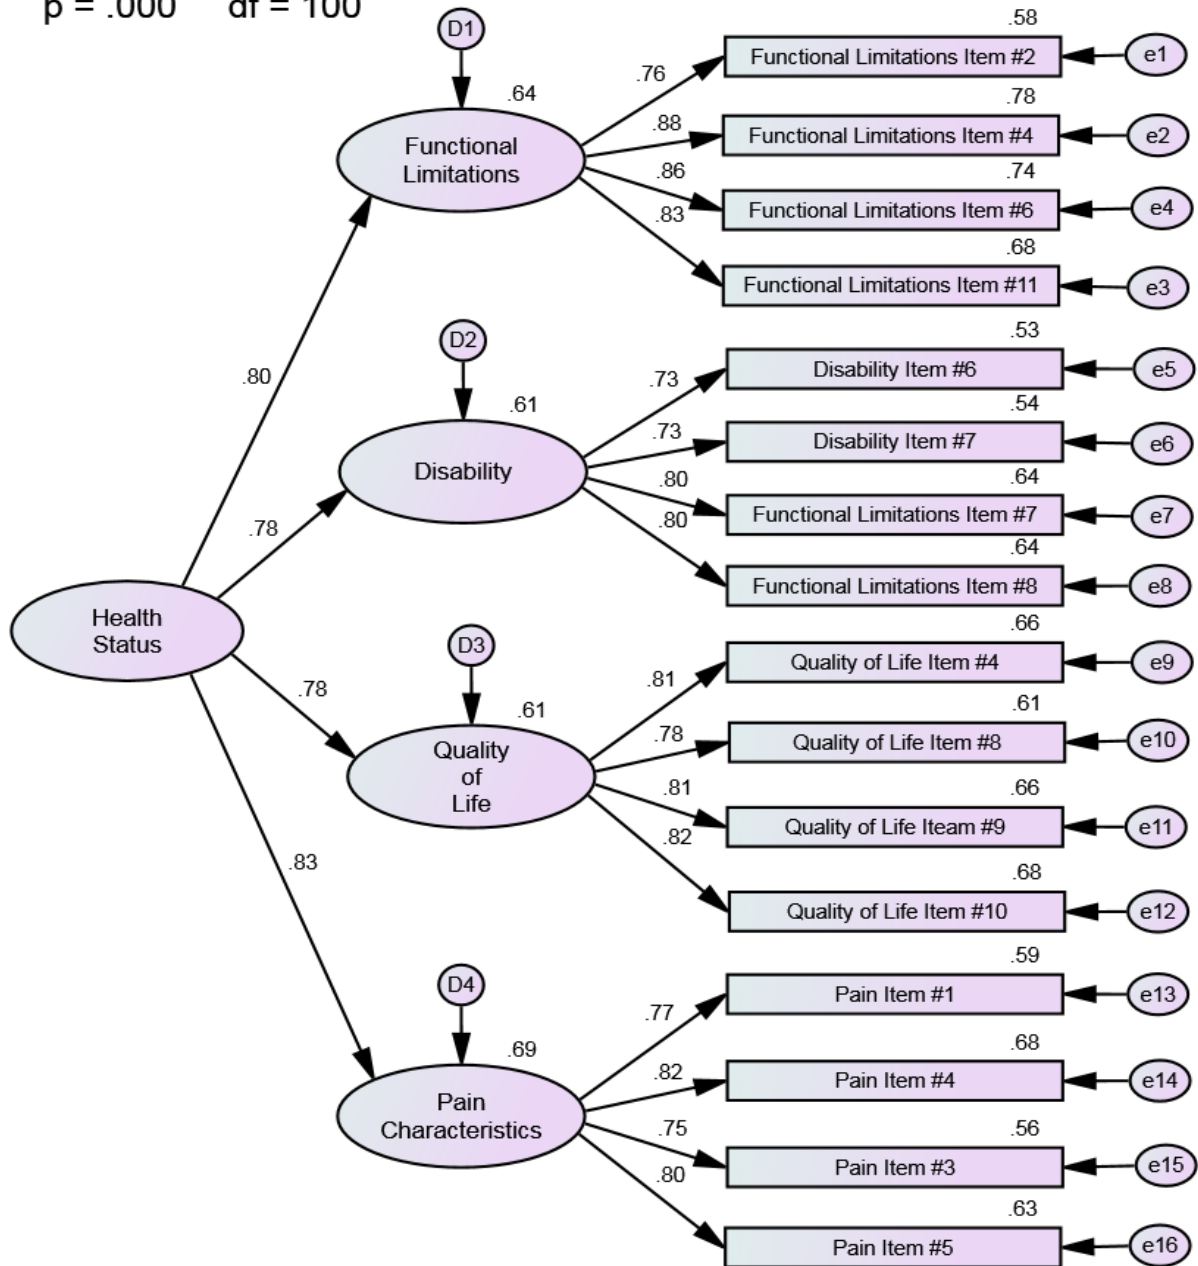 p = .000 df = 100
D1
.64
Functional
Limitations
.76
.88
.86
.83
.58
Functional Limitations Item #2
e1
.78
Functional Limitations Item #4
e2
.74
Functional Limitations Item #6
e4
.68
Functional Limitations Item #11
e3
.80
D2
.61
Disability
.73
.73
.80
.80
.53
Disability Item #6
e5
.54
Disability Item #7
e6
.64
Functional Limitations Item #7
e7
.64
Functional Limitations Item #8
e8
.78
Health
Status
.78
D3
.61
Quality
of
Life
.81
.78
.81
.82
.66
Quality of Life Item #4
e9
.61
Quality of Life Item #8
e10
.66
Quality of Life Iteam #9
e11
.68
Quality of Life Item #10
e12
.83
D4
.69
Pain
Characteristics
.77
.82
.75
.80
.59
Pain Item #1
e13
.68
Pain Item #4
e14
.56
Pain Item #3
e15
.63
Pain Item #5
e16